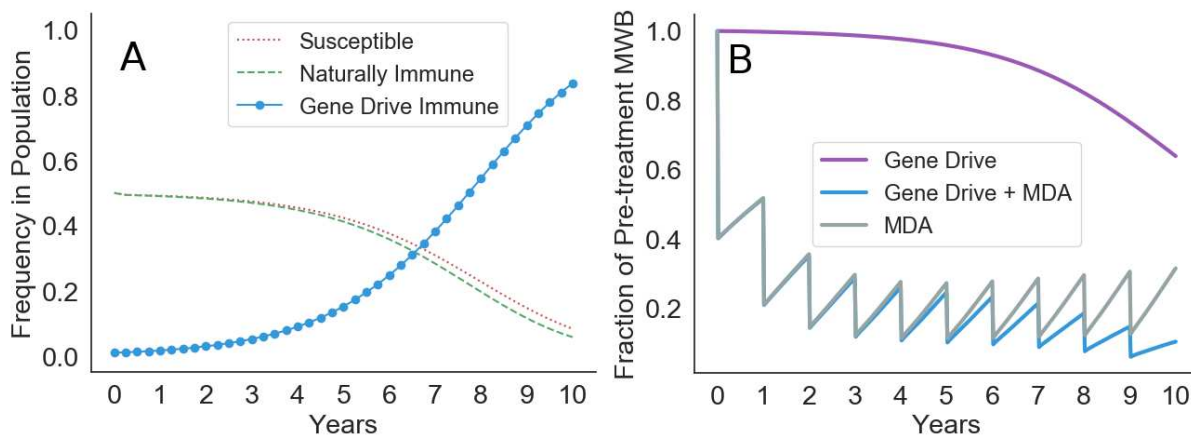 A
Frequency in Population
1.0
0.8
0.6
0.4
0.2
0.0
Susceptible
Naturally Immune
Gene Drive Immune
0 1 2 3 4 5 6 7 8 9 10
Years
B
Fraction of Pre-treatment MWB
1.0
0.8
0.6
0.4
0.2
Gene Drive
Gene Drive + MDA
MDA
0 1 2 3 4 5 6 7 8 9 10
Years